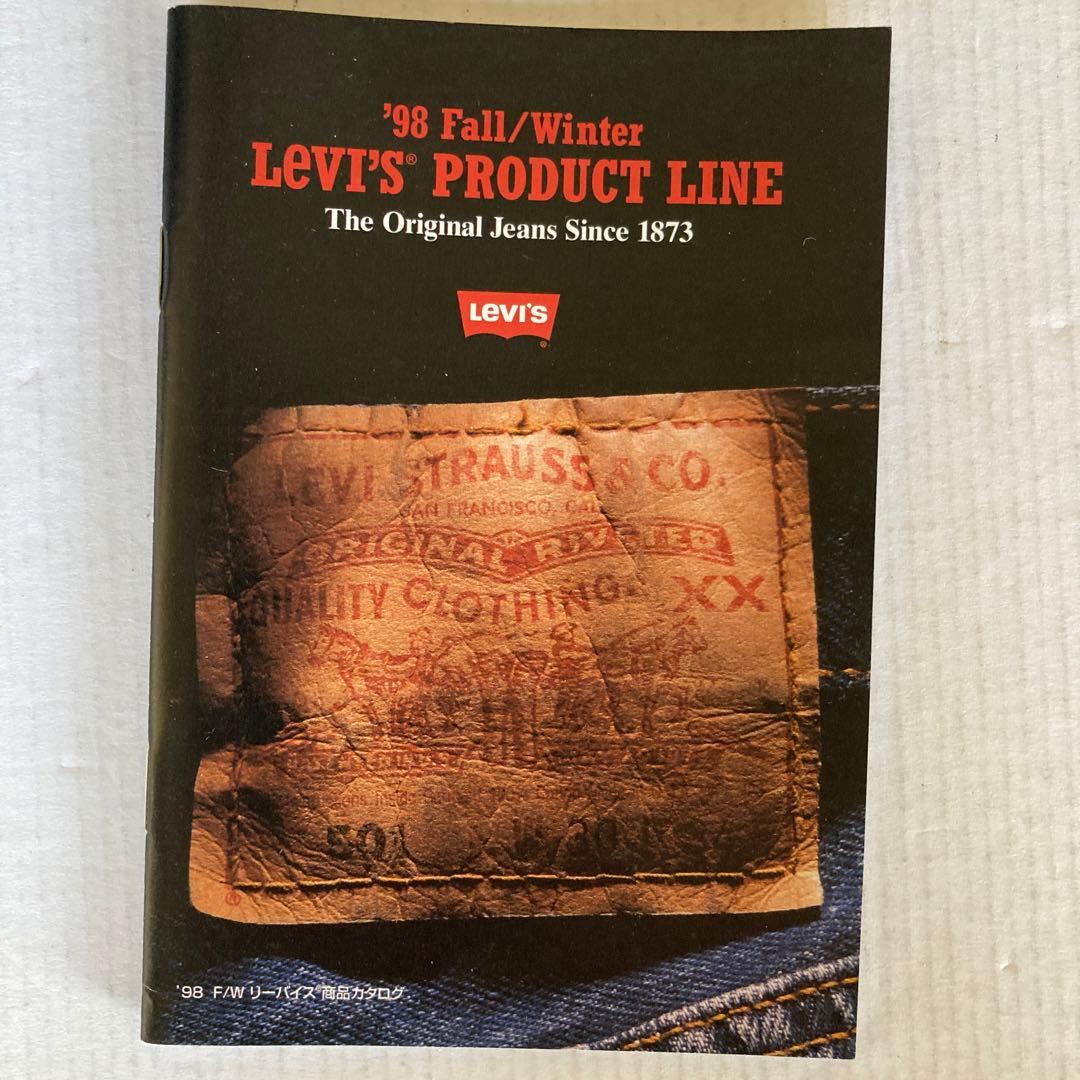 ’98 Fall/Winter
LEVI'S® PRODUCT LINE
The Original Jeans Since 1873
LEVI'S®
LEVI STRAUSS & CO.
SAN FRANCISCO, CAL
ORIGINAL RIVETED
QUALITY CLOTHING XX
501
®
’98 F/W リーバイス®商品カタログ